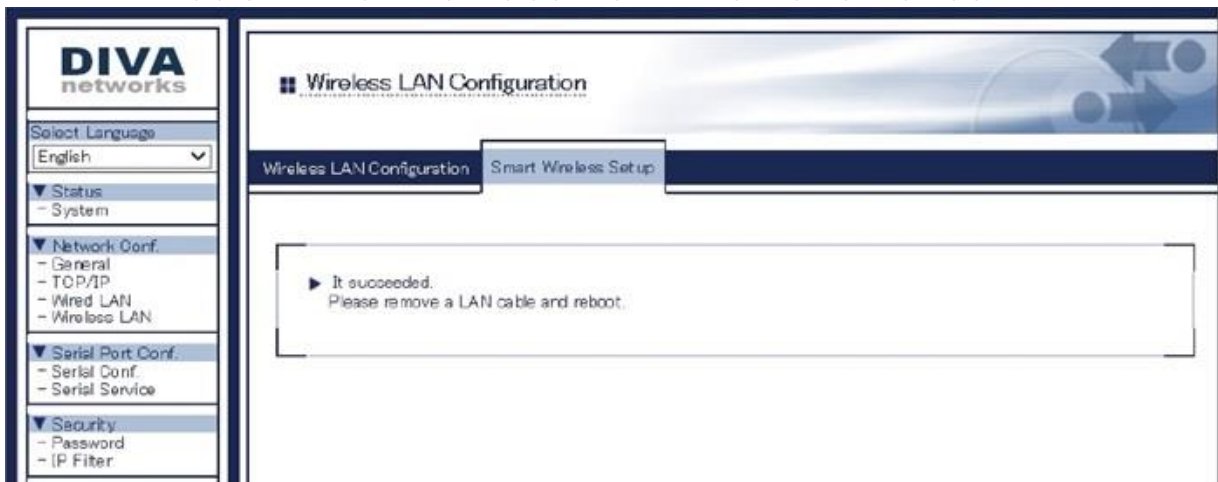 DIVA
networks
Select Language
English
▼ Status
- System
▼ Network Conf.
- General
- TCP/IP
- Wired LAN
- Wireless LAN
▼ Serial Port Conf.
- Serial Conf.
- Serial Service
▼ Security
- Password
- IP Filter
Wireless LAN Configuration
Wireless LAN Configuration Smart Wireless Setup
► It succeeded.
Please remove a LAN cable and reboot.